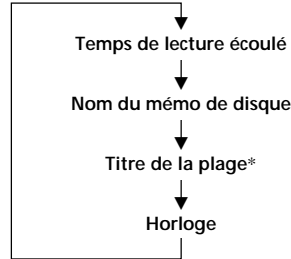 Temps de lecture écoulé
Nom du mémo de disque
Titre de la plage*
Horloge